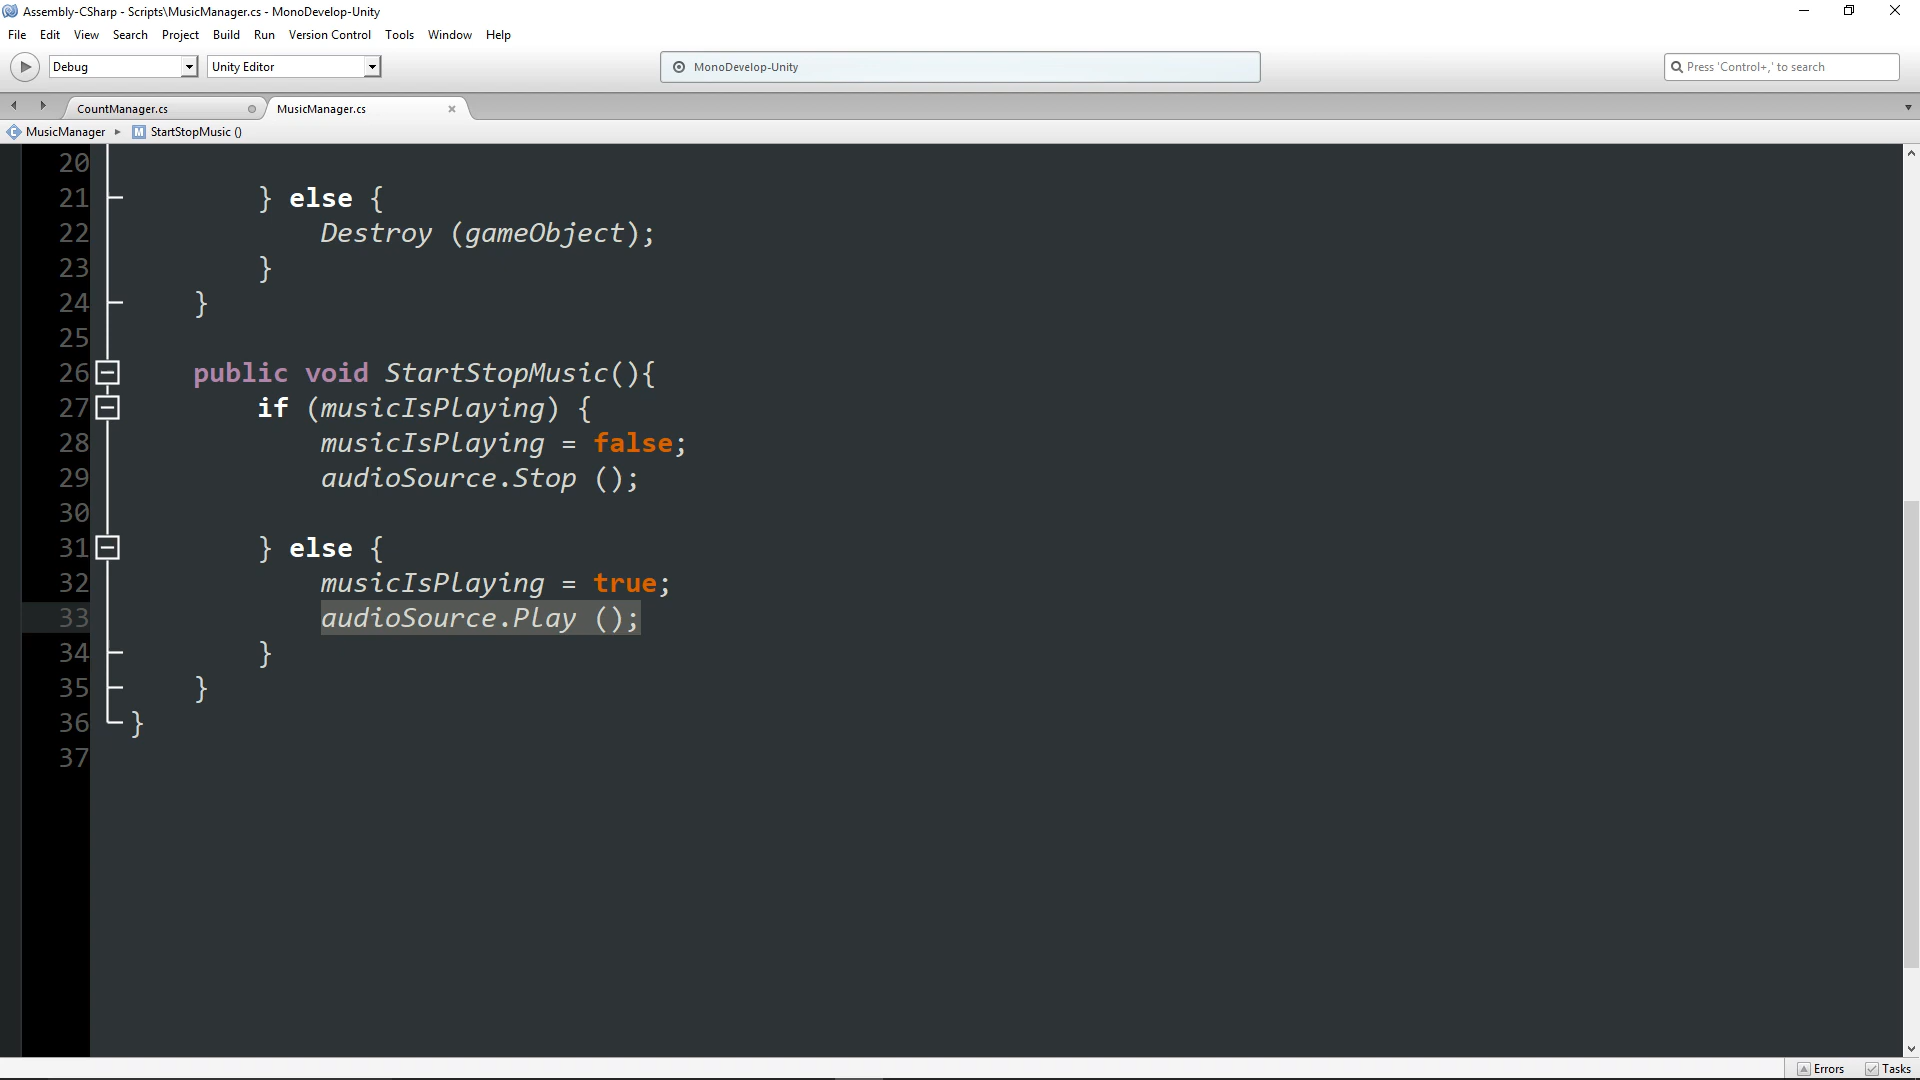 Assembly-CSharp - Scripts\MusicManager.cs - MonoDevelop-Unity
File Edit View Search Project Build Run Version Control Tools Window Help
Debug Unity Editor MonoDevelop-Unity Press 'Control+,' to search
CountManager.cs MusicManager.cs
MusicManager StartStopMusic ()
20
21 } else {
22 Destroy (gameObject);
23 }
24 }
25
26 public void StartStopMusic(){
27 if (musicIsPlaying) {
28 musicIsPlaying = false;
29 audioSource.Stop ();
30
31 } else {
32 musicIsPlaying = true;
33 audioSource.Play ();
34 }
35 }
36 }
37
Errors Tasks